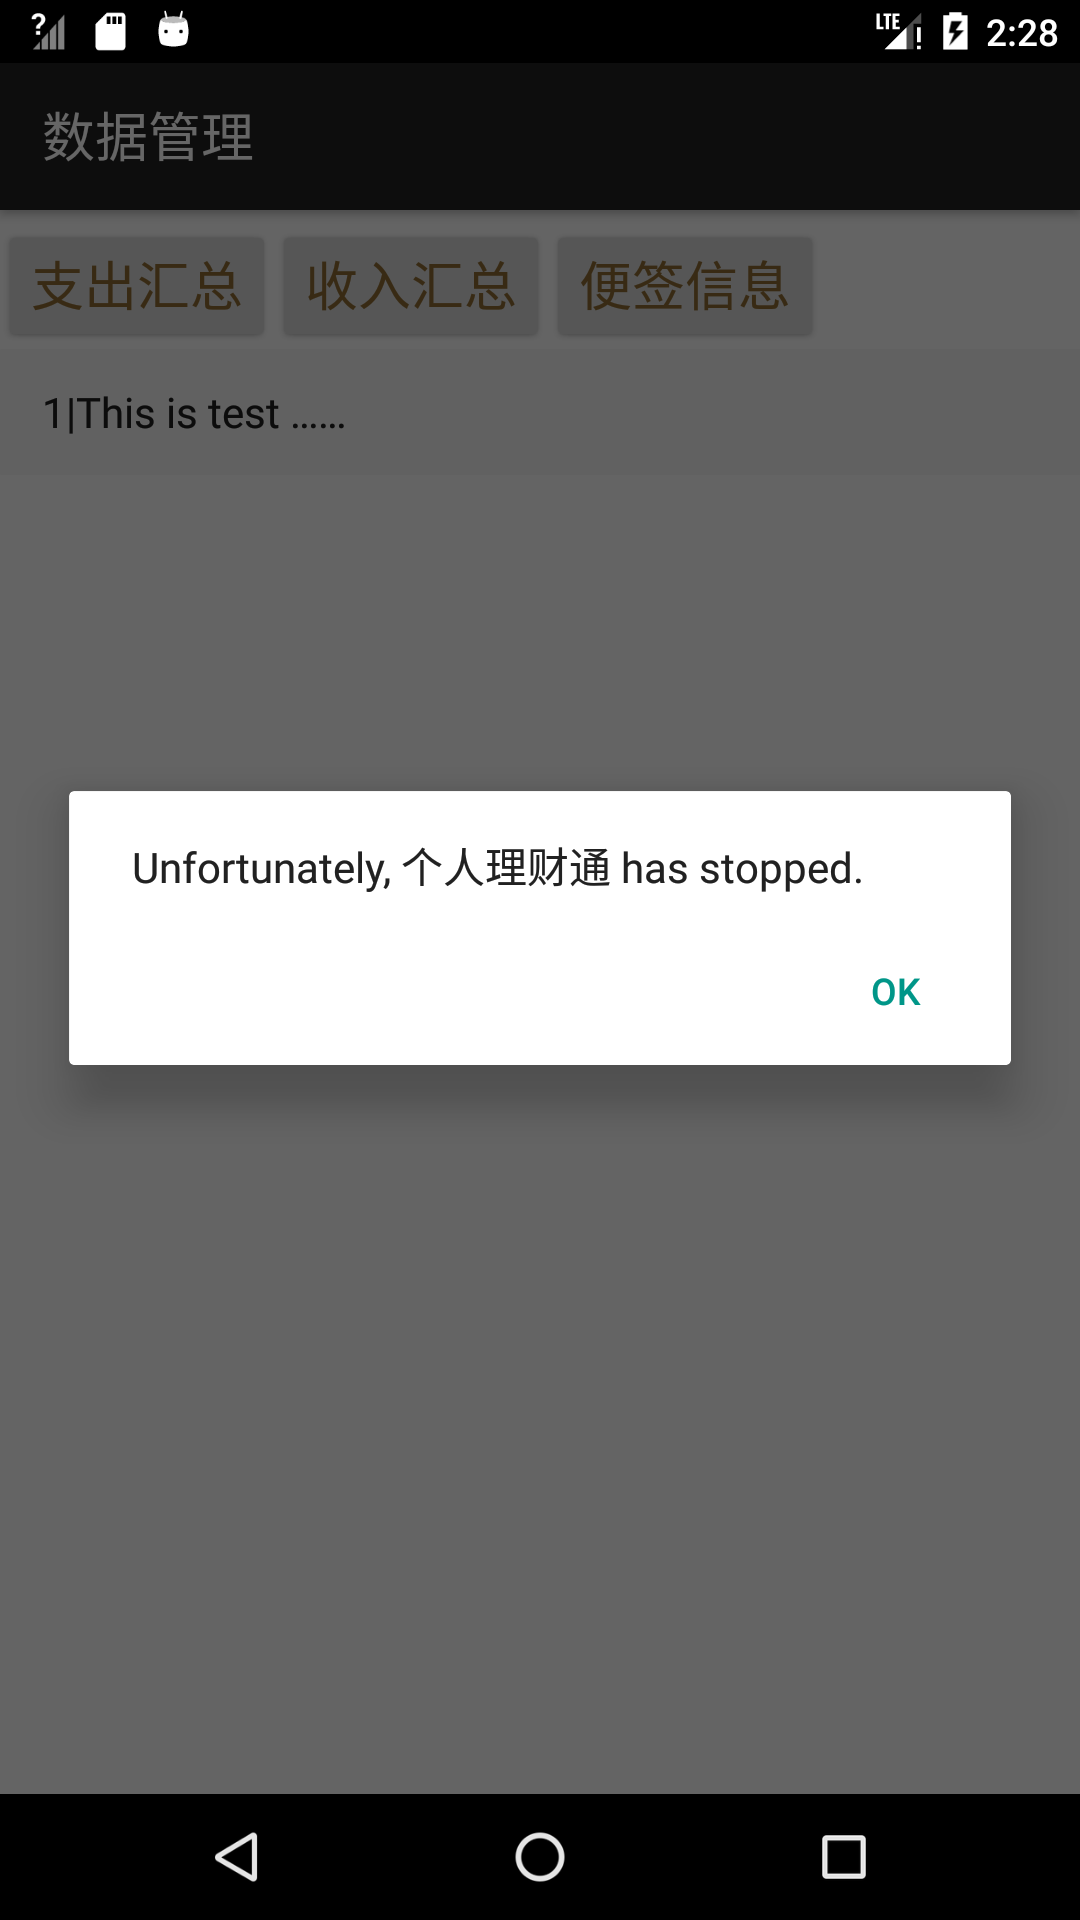 LTE 2:28
数据管理
支出汇总 收入汇总 便签信息
1|This is test ......
Unfortunately, 个人理财通 has stopped.
OK